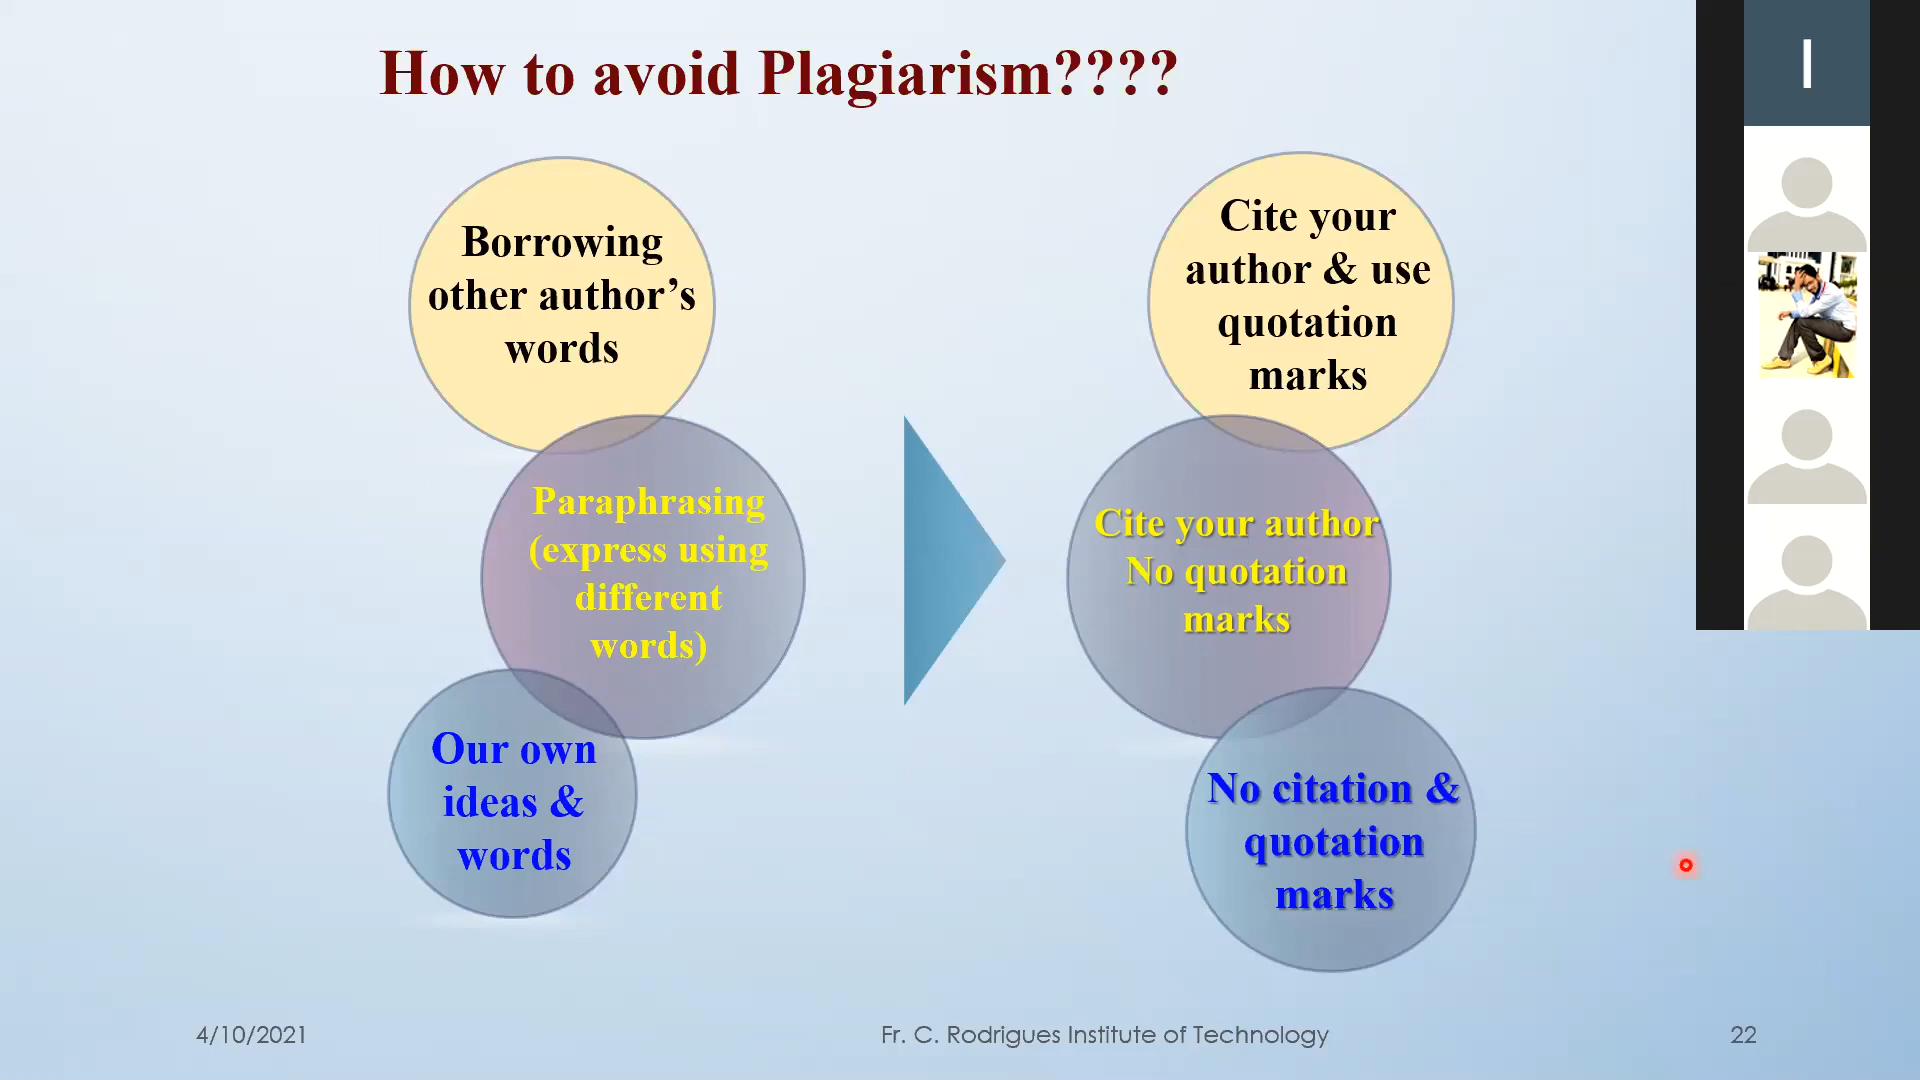 How to avoid Plagiarism????
Borrowing
other author’s
words
Paraphrasing
(express using
different
words)
Our own
ideas &
words
Cite your
author & use
quotation
marks
Cite your author
No quotation
marks
No citation &
quotation
marks
I
4/10/2021
Fr. C. Rodrigues Institute of Technology
22